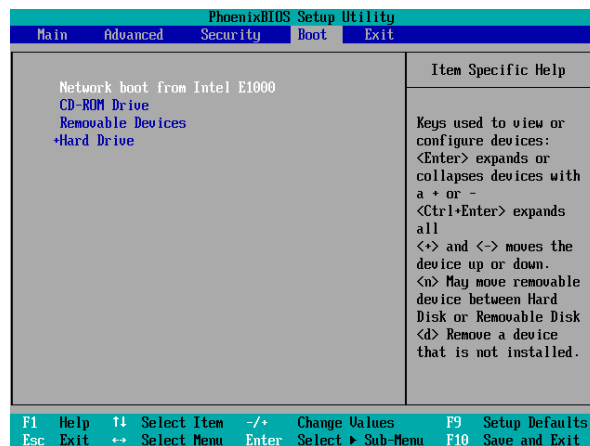 PhoenixBIOS Setup Utility
Main Advanced Security Boot Exit
Network boot from Intel E1000
CD-ROM Drive
Removable Devices
+Hard Drive
Item Specific Help
Keys used to view or
configure devices:
<Enter> expands or
collapses devices with
a + or -
<Ctrl+Enter> expands
all
<+> and <-> moves the
device up or down.
<n> May move removable
device between Hard
Disk or Removable Disk
<d> Remove a device
that is not installed.
F1 Help ↑↓ Select Item -/+ Change Values F9 Setup Defaults
Esc Exit ↔ Select Menu Enter Select ▶ Sub-Menu F10 Save and Exit